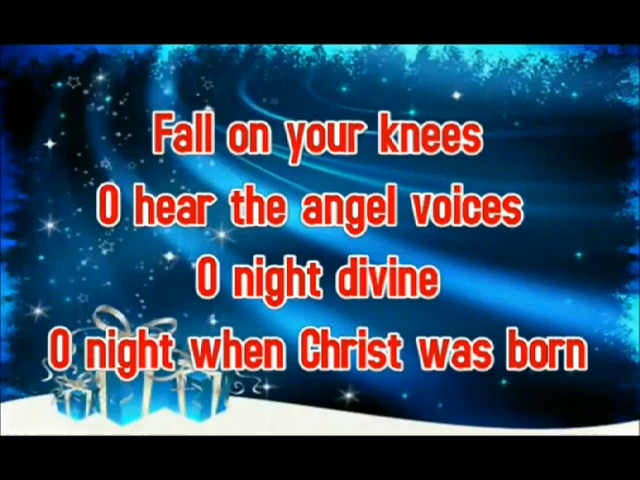 Fall on your knees
O hear the angel voices
O night divine
O night when Christ was born